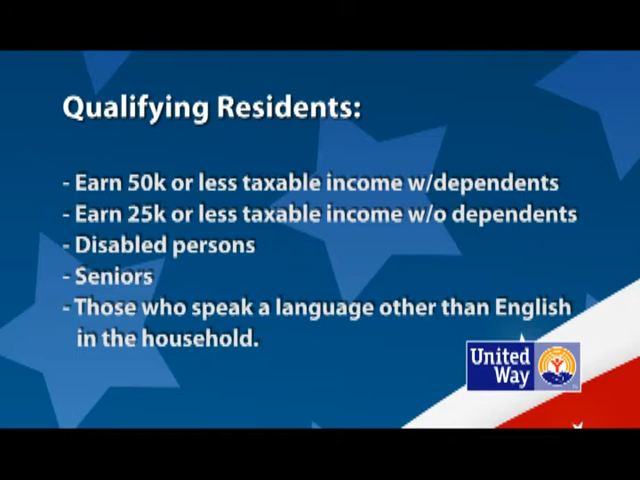 Qualifying Residents:
- Earn 50k or less taxable income w/dependents
- Earn 25k or less taxable income w/o dependents
- Disabled persons
- Seniors
- Those who speak a language other than English
in the household.
United
Way